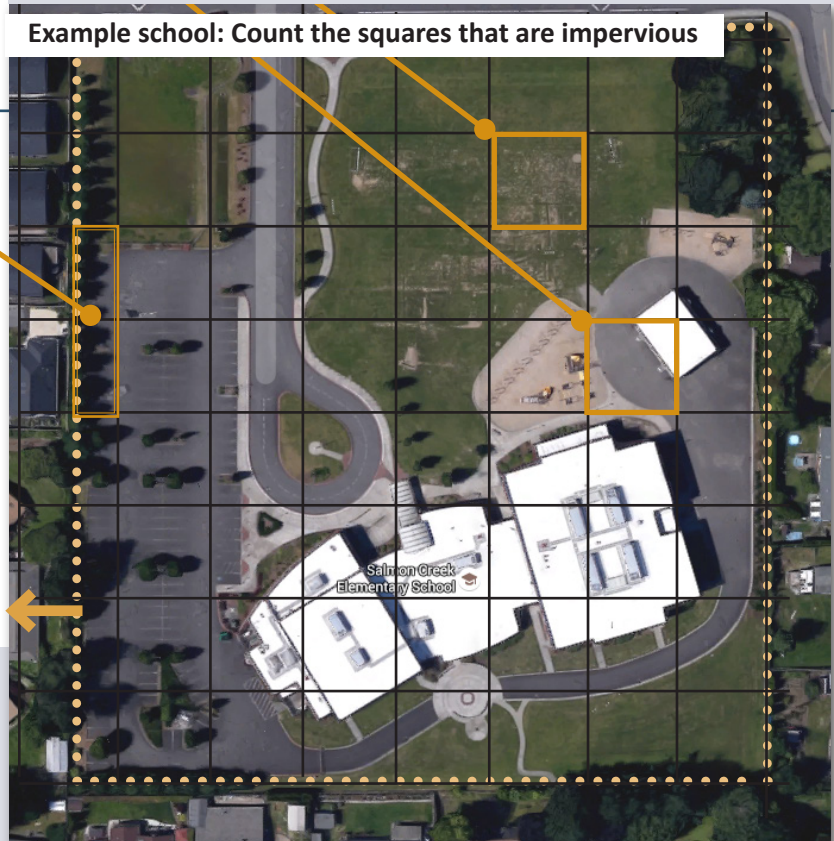 Example school: Count the squares that are impervious
Salmon Creek
Elementary School